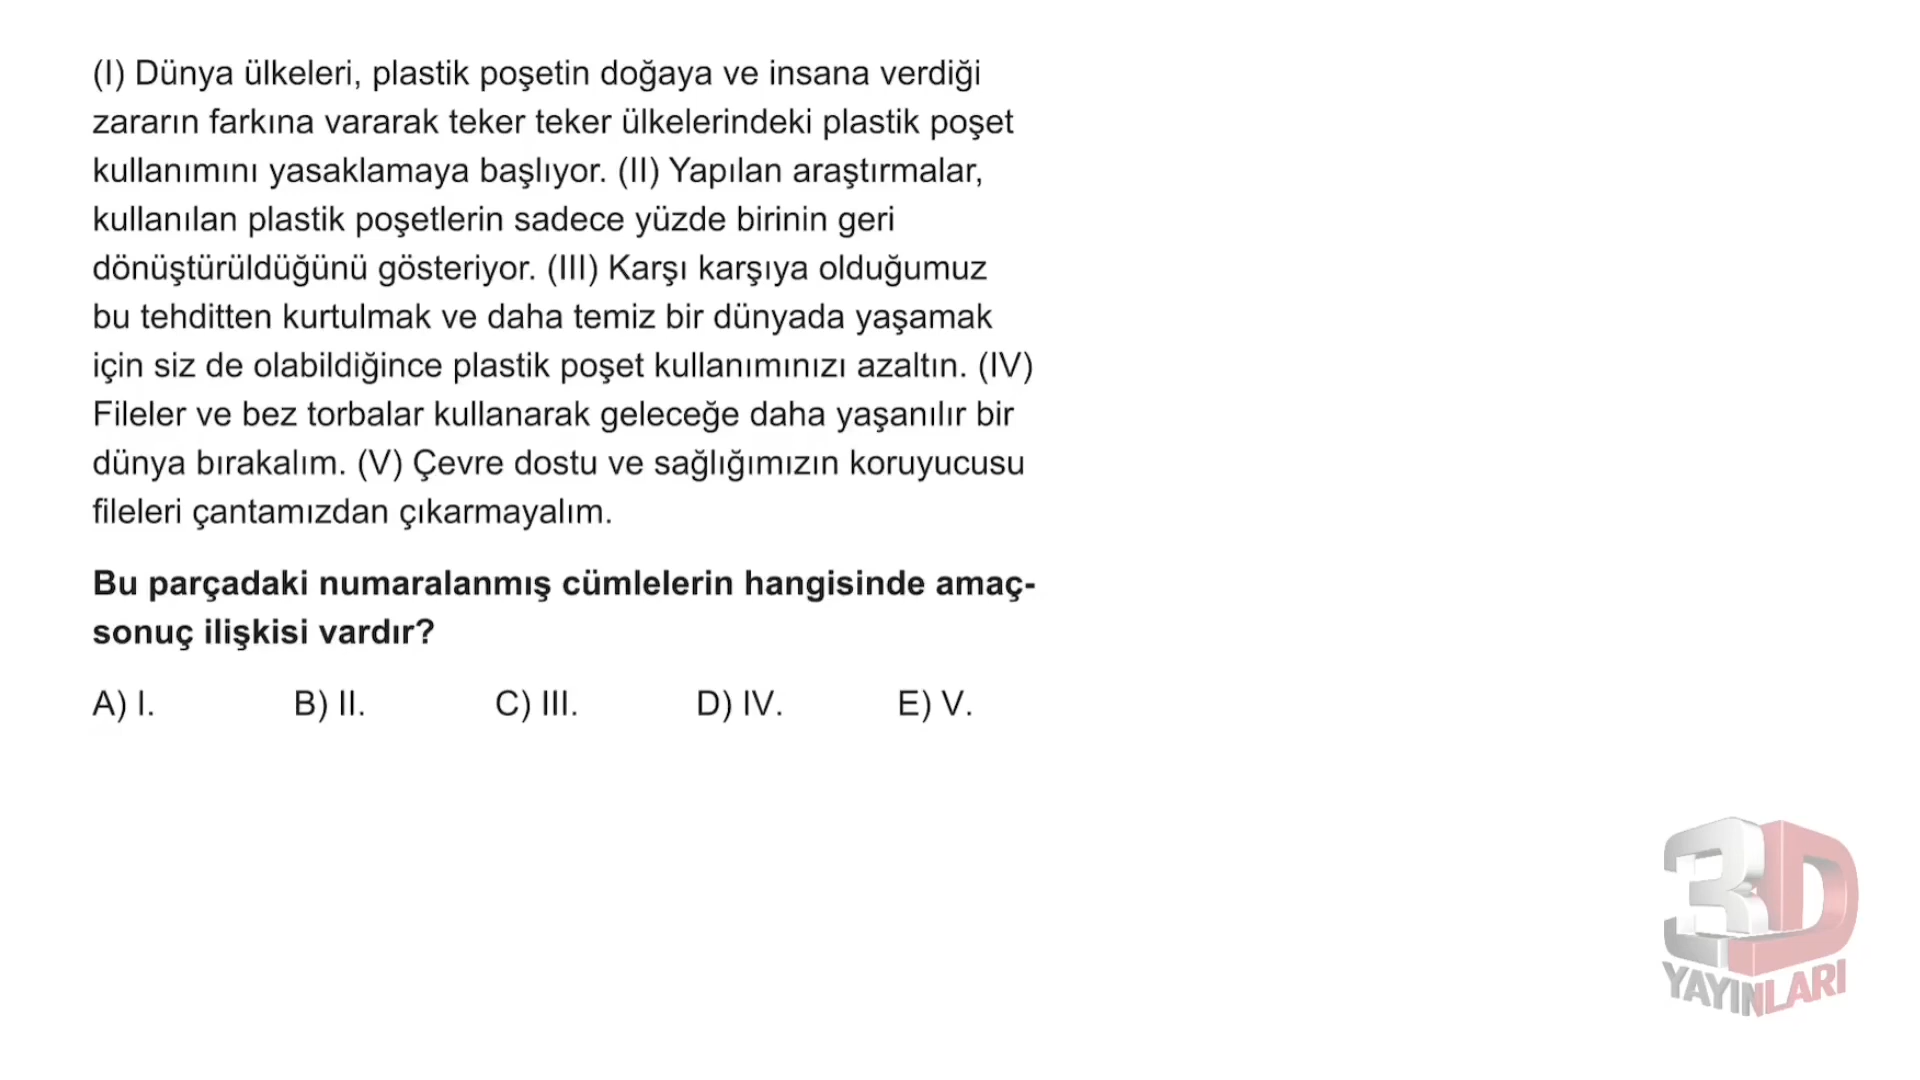 (I) Dünya ülkeleri, plastik poşetin doğaya ve insana verdiği
zararın farkına vararak teker teker ülkelerindeki plastik poşet
kullanımını yasaklamaya başlıyor. (II) Yapılan araştırmalar,
kullanılan plastik poşetlerin sadece yüzde birinin geri
dönüştürüldüğünü gösteriyor. (III) Karşı karşıya olduğumuz
bu tehditten kurtulmak ve daha temiz bir dünyada yaşamak
için siz de olabildiğince plastik poşet kullanımınızı azaltın. (IV)
Fileler ve bez torbalar kullanarak geleceğe daha yaşanılır bir
dünya bırakalım. (V) Çevre dostu ve sağlığımızın koruyucusu
fileleri çantamızdan çıkarmayalım.
Bu parçadaki numaralanmış cümlelerin hangisinde amaç-
sonuç ilişkisi vardır?
A) I. B) II. C) III. D) IV. E) V.
3D
YAYINLARI